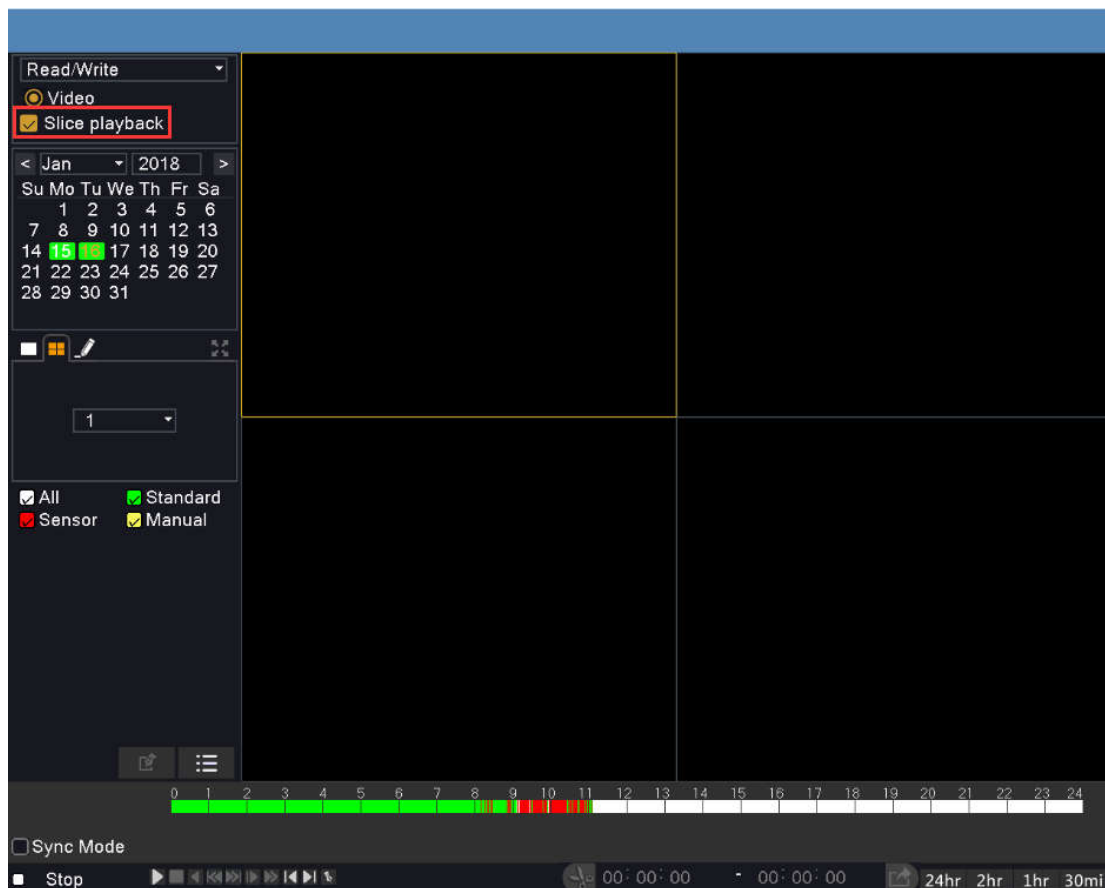 Read/Write
Video
Slice playback
< Jan 2018 >
Su Mo Tu We Th Fr Sa
1 2 3 4 5 6
7 8 9 10 11 12 13
14 15 16 17 18 19 20
21 22 23 24 25 26 27
28 29 30 31
1
All Standard
Sensor Manual
0 1 2 3 4 5 6 7 8 9 10 11 12 13 14 15 16 17 18 19 20 21 22 23 24
Sync Mode
Stop 00:00:00 - 00:00:00 24hr 2hr 1hr 30mi